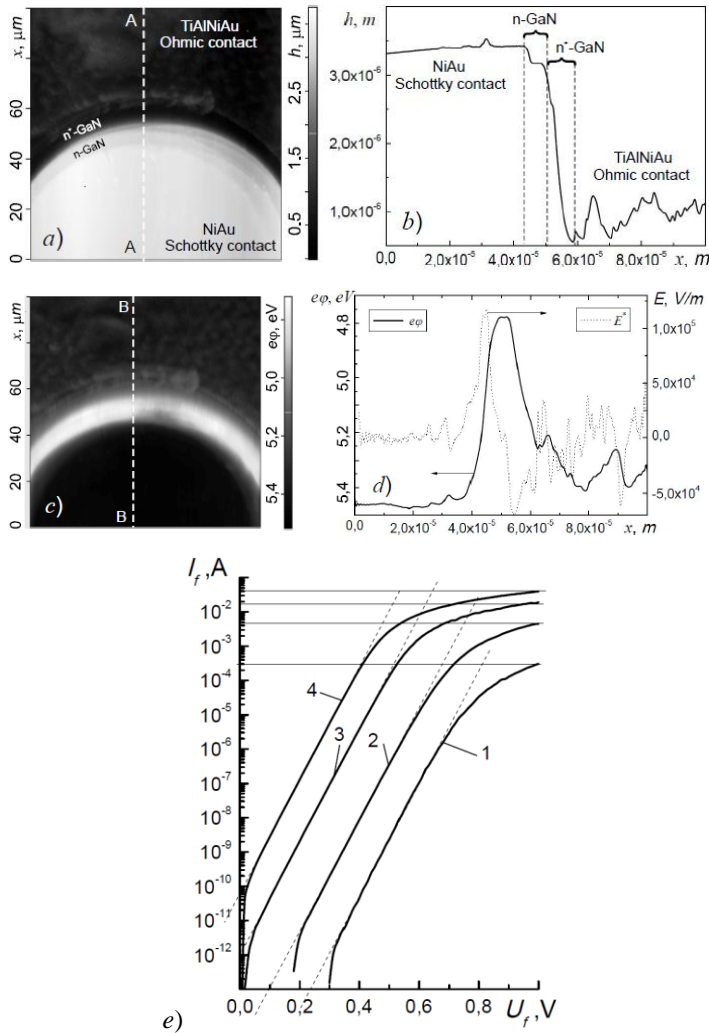 A
TiAlNiAu
Ohmic contact
x, μm
60
40
20
0
n⁺-GaN
n-GaN
NiAu
Schottky contact
A
a)
h, μm
2,5
1,5
0,5
h, m
n-GaN
n⁺-GaN
3,0x10⁻⁶
NiAu
Schottky contact
2,0x10⁻⁶
TiAlNiAu
Ohmic contact
1,0x10⁻⁶
b)
0,0
2,0x10⁻⁵
4,0x10⁻⁵
6,0x10⁻⁵
8,0x10⁻⁵
x, m
B
x, μm
60
40
20
0
B
c)
eφ, eV
5,0
5,2
5,4
eφ, eV
E, V/m
4,8
eφ
E*
1,0x10⁵
5,0
5,0x10⁴
5,2
0,0
5,4
d)
-5,0x10⁴
0,0
2,0x10⁻⁵
4,0x10⁻⁵
6,0x10⁻⁵
8,0x10⁻⁵
x, m
I_f ,A
10⁻²
10⁻³
10⁻⁴
4
10⁻⁵
3
2
1
10⁻⁶
10⁻⁷
10⁻⁸
10⁻⁹
10⁻¹⁰
10⁻¹¹
10⁻¹²
e)
0,0
0,2
0,4
0,6
0,8
U_f ,V